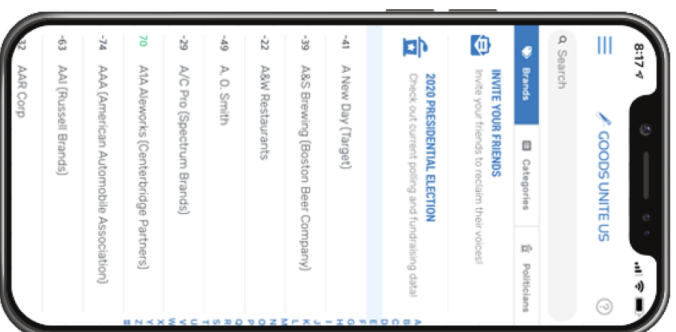 8:17
GOODS UNITE US
?
Search
Brands
Categories
Politicians
INVITE YOUR FRIENDS
Invite your friends to reclaim their voices!
2020 PRESIDENTIAL ELECTION
Check out current polling and fundraising data!
-41 A New Day (Target)
-39 A&S Brewing (Boston Beer Company)
-22 A&W Restaurants
-49 A. O. Smith
-29 A/C Pro (Spectrum Brands)
70 A1A Aleworks (Centerbridge Partners)
-74 AAA (American Automobile Association)
-63 AAI (Russell Brands)
AAR Corp
A
B
C
D
E
F
G
H
I
J
K
L
M
N
O
P
Q
R
S
T
U
V
W
X
Y
Z
#